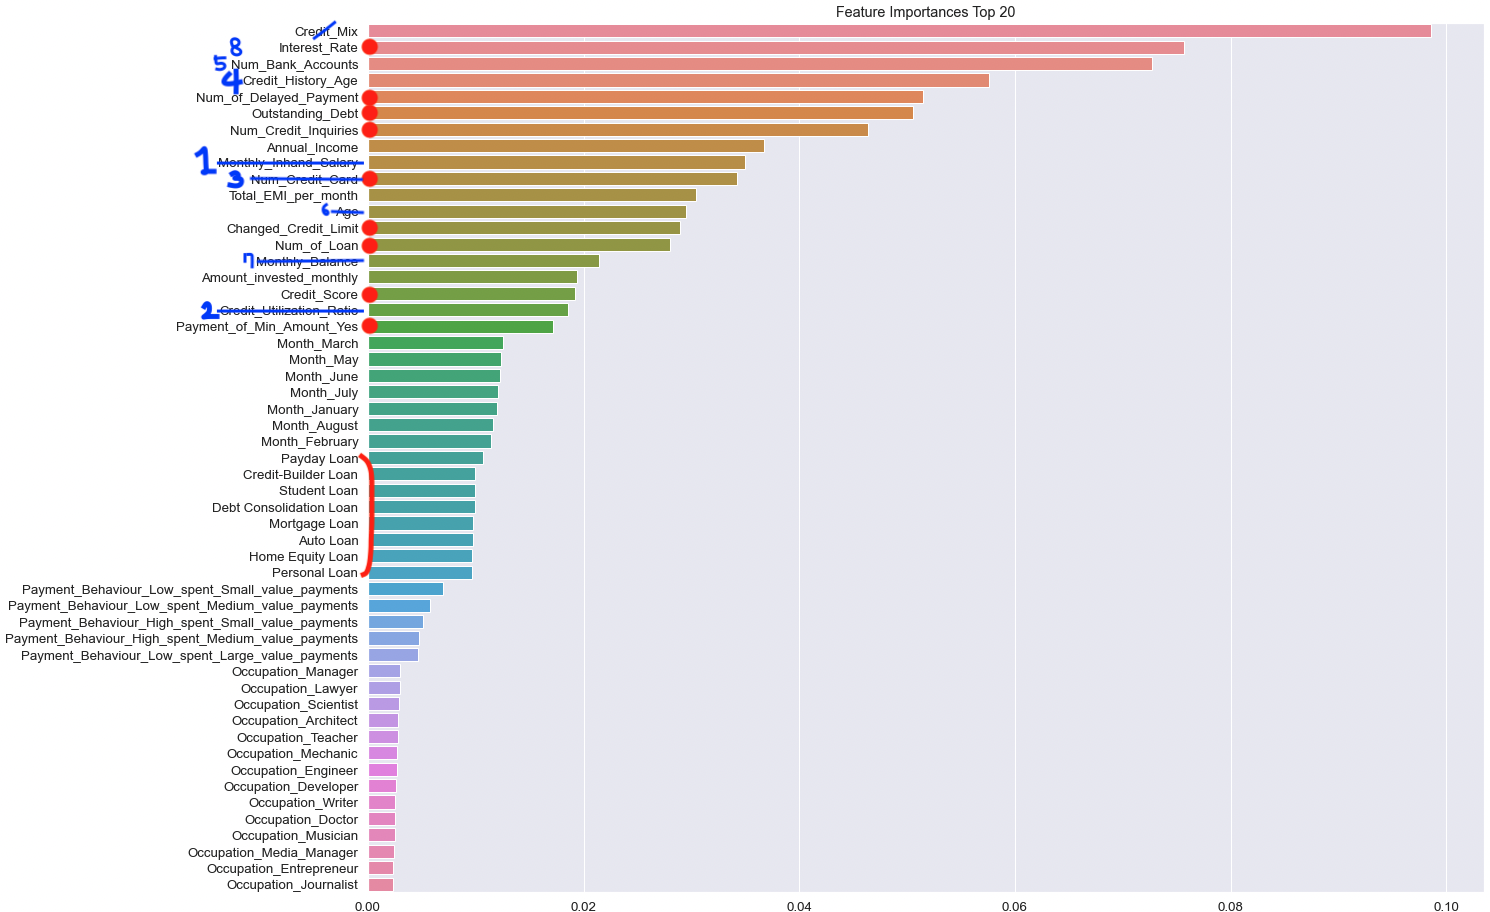 Feature Importances Top 20
Credit_Mix
8 Interest_Rate
5 Num_Bank_Accounts
4 Credit_History_Age
Num_of_Delayed_Payment
Outstanding_Debt
Num_Credit_Inquiries
Annual_Income
1 Monthly_Inhand_Salary
3 Num_Credit_Card
Total_EMI_per_month
6 Age
Changed_Credit_Limit
Num_of_Loan
7 Monthly_Balance
Amount_invested_monthly
Credit_Score
2 Credit_Utilization_Ratio
Payment_of_Min_Amount_Yes
Month_March
Month_May
Month_June
Month_July
Month_January
Month_August
Month_February
Payday Loan
Credit-Builder Loan
Student Loan
Debt Consolidation Loan
Mortgage Loan
Auto Loan
Home Equity Loan
Personal Loan
Payment_Behaviour_Low_spent_Small_value_payments
Payment_Behaviour_Low_spent_Medium_value_payments
Payment_Behaviour_High_spent_Small_value_payments
Payment_Behaviour_High_spent_Medium_value_payments
Payment_Behaviour_Low_spent_Large_value_payments
Occupation_Manager
Occupation_Lawyer
Occupation_Scientist
Occupation_Architect
Occupation_Teacher
Occupation_Mechanic
Occupation_Engineer
Occupation_Developer
Occupation_Writer
Occupation_Doctor
Occupation_Musician
Occupation_Media_Manager
Occupation_Entrepreneur
Occupation_Journalist
0.00 0.02 0.04 0.06 0.08 0.10